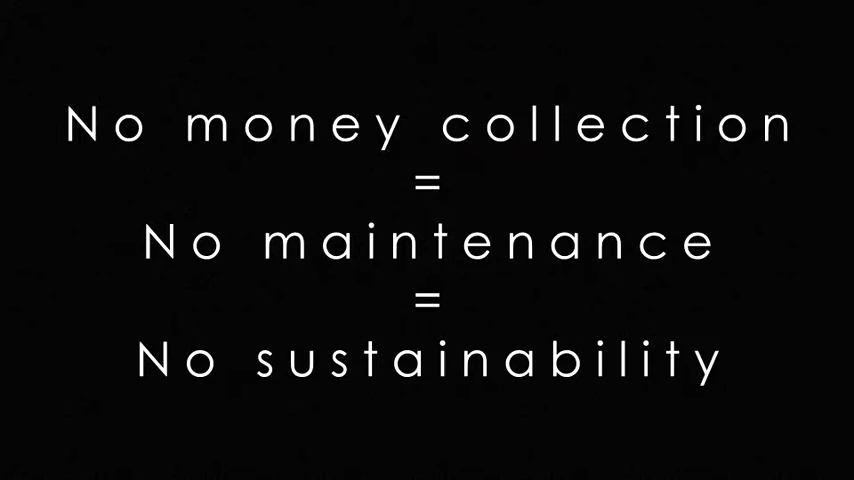 No money collection
=
No maintenance
=
No sustainability